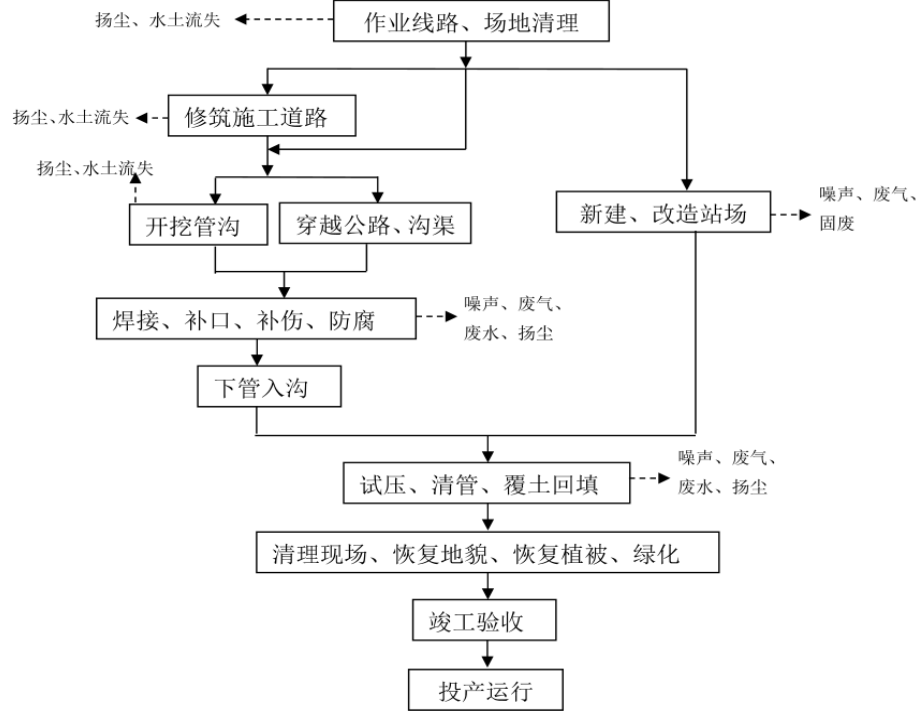 扬尘、水土流失
作业线路、场地清理
扬尘、水土流失
修筑施工道路
扬尘、水土流失
开挖管沟
穿越公路、沟渠
新建、改造站场
噪声、废气、
固废
焊接、补口、补伤、防腐
噪声、废气、
废水、扬尘
下管入沟
试压、清管、覆土回填
噪声、废气、
废水、扬尘
清理现场、恢复地貌、恢复植被、绿化
竣工验收
投产运行